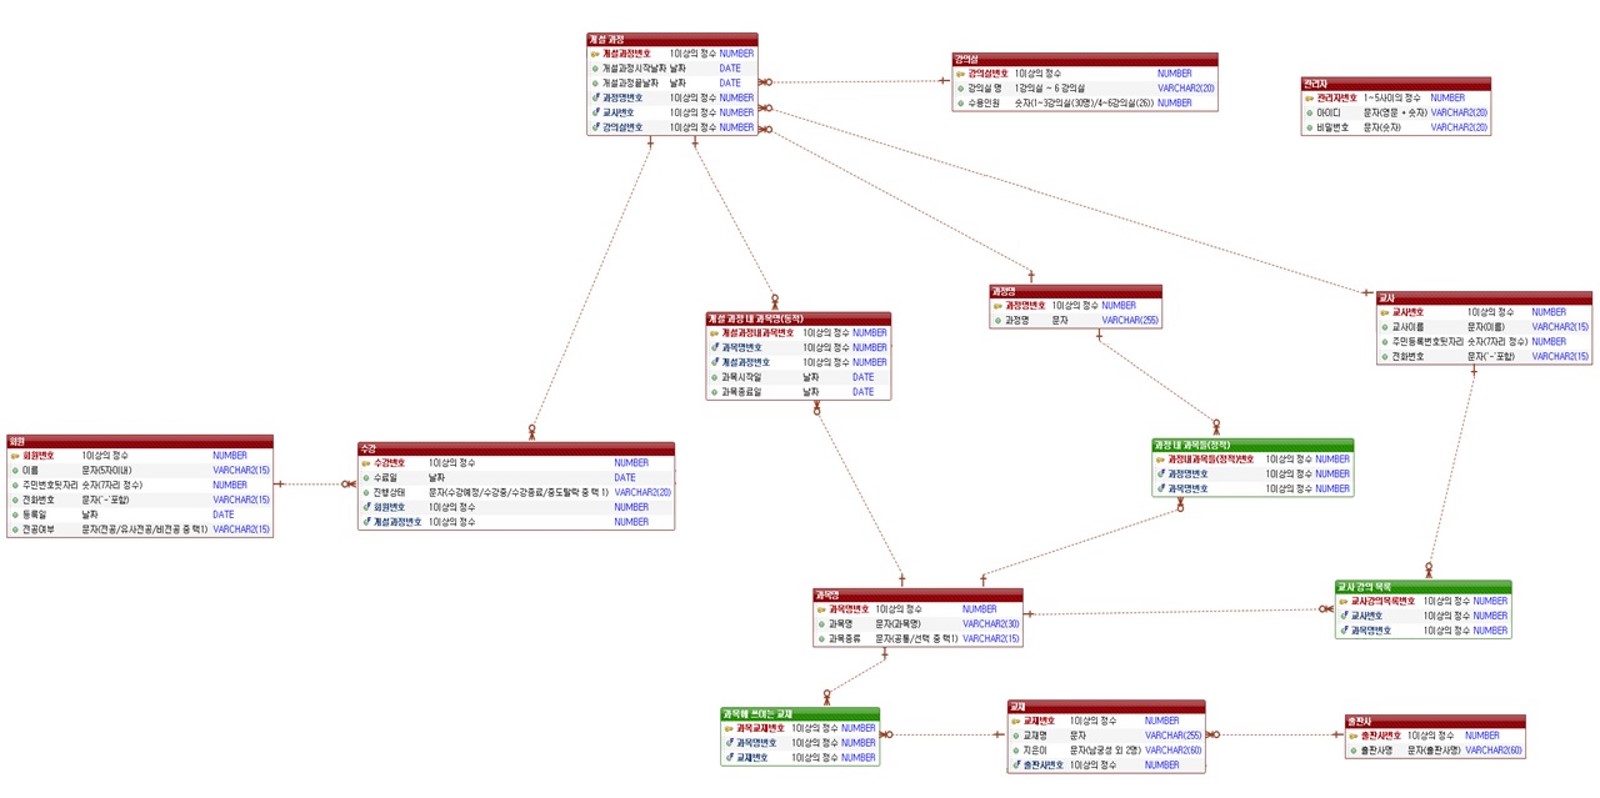 개설 과정
개설과정번호 1이상의 정수 NUMBER
개설과정시작날짜 날짜 DATE
개설과정끝날짜 날짜 DATE
과정명번호 1이상의 정수 NUMBER
교사번호 1이상의 정수 NUMBER
강의실번호 1이상의 정수 NUMBER
강의실
강의실번호 1이상의 정수 NUMBER
강의실 명 1강의실 ~ 6 강의실 VARCHAR2(20)
수용인원 숫자(1~3강의실(30명)/4~6강의실(26)) NUMBER
관리자
관리자번호 1~5사이의 정수 NUMBER
아이디 문자(영문 + 숫자) VARCHAR2(20)
비밀번호 문자(숫자) VARCHAR2(20)
과정명
과정명번호 1이상의 정수 NUMBER
과정명 문자 VARCHAR(255)
교사
교사번호 1이상의 정수 NUMBER
교사이름 문자(이름) VARCHAR2(15)
주민등록번호뒷자리 숫자(7자리 정수) NUMBER
전화번호 문자('-'포함) VARCHAR2(15)
개설 과정 내 과목명(동적)
개설과정내과목번호 1이상의 정수 NUMBER
과목명번호 1이상의 정수 NUMBER
개설과정번호 1이상의 정수 NUMBER
과목시작일 날짜 DATE
과목종료일 날짜 DATE
회원
회원번호 1이상의 정수 NUMBER
이름 문자(5자이내) VARCHAR2(15)
주민번호뒷자리 숫자(7자리 정수) NUMBER
전화번호 문자('-'포함) VARCHAR2(15)
등록일 날짜 DATE
전공여부 문자(전공/유사전공/비전공 중 택1) VARCHAR2(15)
수강
수강번호 1이상의 정수 NUMBER
수료일 날짜 DATE
진행상태 문자(수강예정/수강중/수강종료/중도탈락 중 택 1) VARCHAR2(20)
회원번호 1이상의 정수 NUMBER
개설과정번호 1이상의 정수 NUMBER
과정 내 과목들(정적)
과정내과목들(정적)번호 1이상의 정수 NUMBER
과정명번호 1이상의 정수 NUMBER
과목명번호 1이상의 정수 NUMBER
과목명
과목명번호 1이상의 정수 NUMBER
과목명 문자(과목명) VARCHAR2(30)
과목종류 문자(공통/선택 중 택1) VARCHAR2(15)
교사 강의 목록
교사강의목록번호 1이상의 정수 NUMBER
교사번호 1이상의 정수 NUMBER
과목명번호 1이상의 정수 NUMBER
과목에 쓰이는 교재
과목교재번호 1이상의 정수 NUMBER
과목명번호 1이상의 정수 NUMBER
교재번호 1이상의 정수 NUMBER
교재
교재번호 1이상의 정수 NUMBER
교재명 문자 VARCHAR(255)
지은이 문자(남궁성 외 2명) VARCHAR2(60)
출판사번호 1이상의 정수 NUMBER
출판사
출판사번호 1이상의 정수 NUMBER
출판사명 문자(출판사명) VARCHAR2(60)